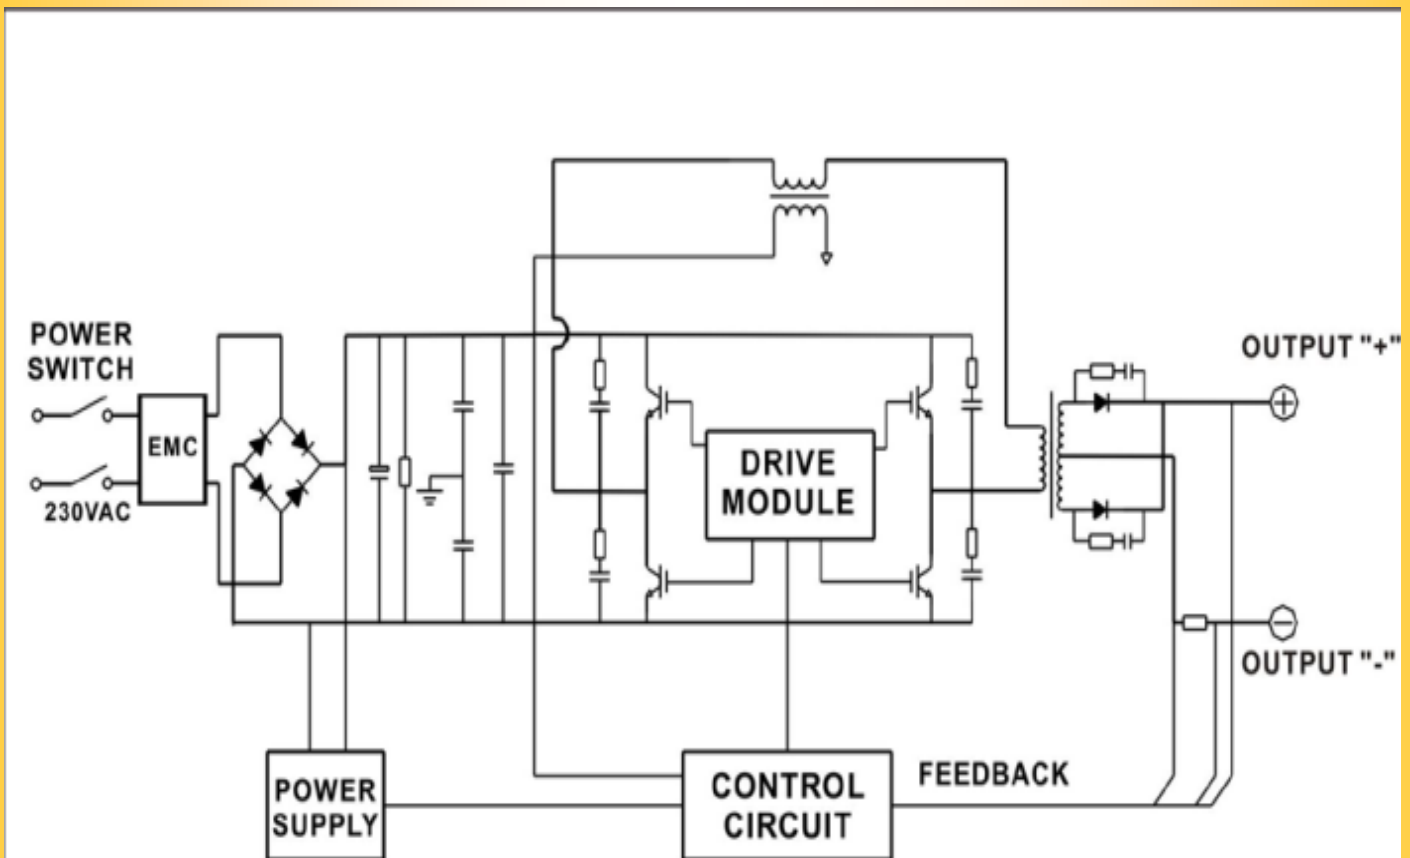 POWER
SWITCH
EMC
230VAC
DRIVE
MODULE
OUTPUT "+"
OUTPUT "-"
POWER
SUPPLY
CONTROL
CIRCUIT
FEEDBACK